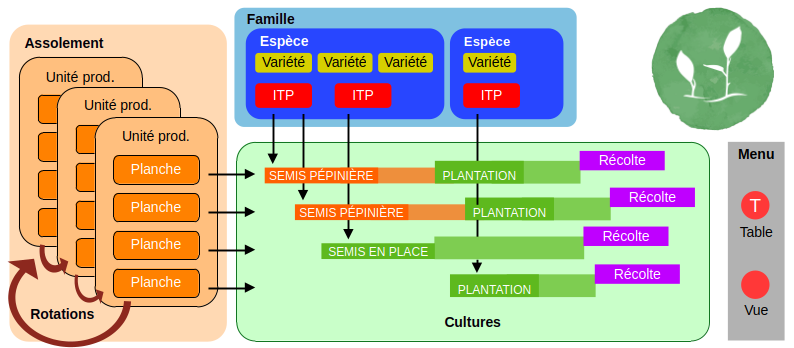 Assolement
Unité prod.
Unité prod.
Unité prod.
Planche
Planche
Planche
Planche
Rotations
Famille
Espèce
Variété
Variété
Variété
ITP
ITP
Espèce
Variété
ITP
SEMIS PÉPINIÈRE
PLANTATION
Récolte
SEMIS PÉPINIÈRE
PLANTATION
Récolte
SEMIS EN PLACE
Récolte
PLANTATION
Récolte
Cultures
Menu
T
Table
Vue